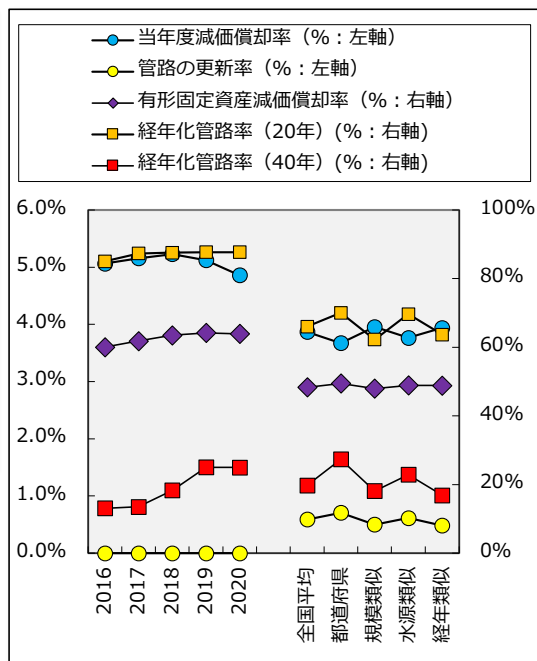 当年度減価償却率（%：左軸）
管路の更新率（%：左軸）
有形固定資産減価償却率（%：右軸）
経年化管路率（20年）(%：右軸)
経年化管路率（40年）(%：右軸)
6.0%
5.0%
4.0%
3.0%
2.0%
1.0%
0.0%
100%
80%
60%
40%
20%
0%
2016
2017
2018
2019
2020
全国平均
都道府県
規模類似
水源類似
経年類似